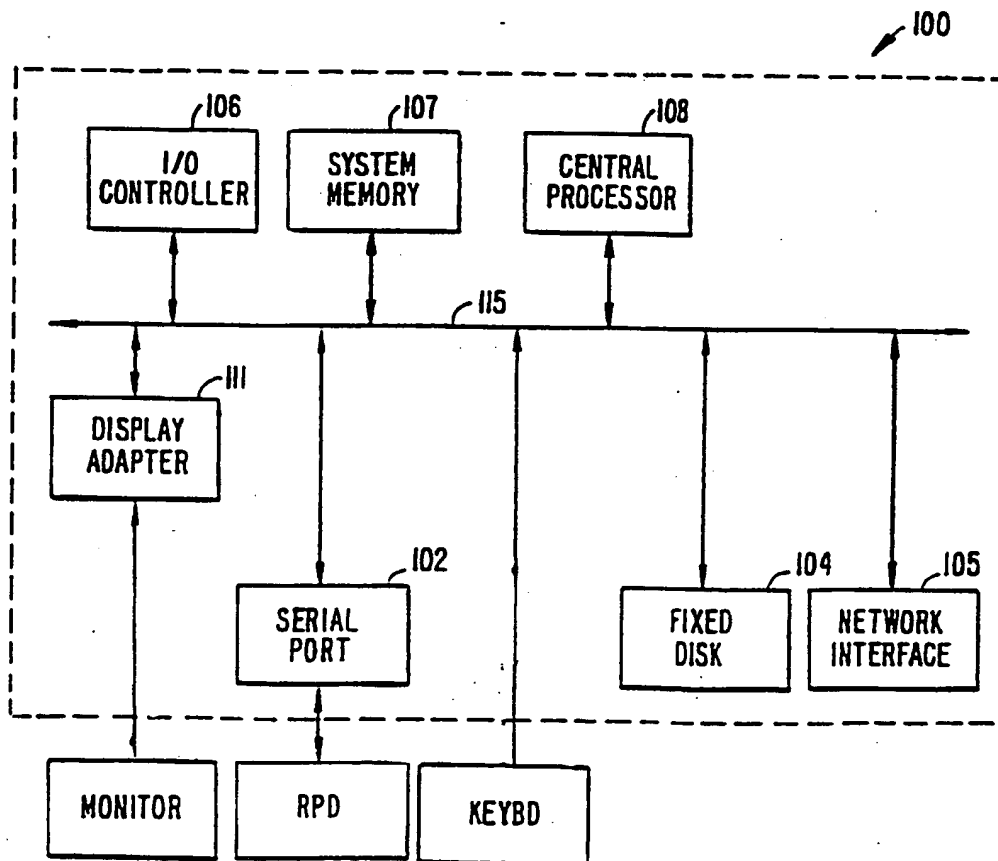 100
106
107
108
I/O
CONTROLLER
SYSTEM
MEMORY
CENTRAL
PROCESSOR
115
111
DISPLAY
ADAPTER
102
104
105
SERIAL
PORT
FIXED
DISK
NETWORK
INTERFACE
MONITOR
RPD
KEYBD